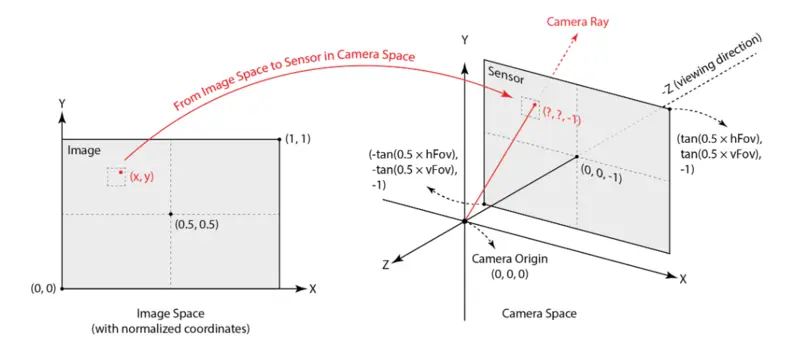 From Image Space to Sensor in Camera Space
Y
Image
(1, 1)
(x, y)
(0.5, 0.5)
(0, 0)
X
Image Space
(with normalized coordinates)
Camera Ray
Y
-Z (viewing direction)
Sensor
(?, ?, -1)
(-tan(0.5 × hFov),
-tan(0.5 × vFov),
-1)
(tan(0.5 × hFov),
tan(0.5 × vFov),
-1)
(0, 0, -1)
Z
Camera Origin
(0, 0, 0)
X
Camera Space